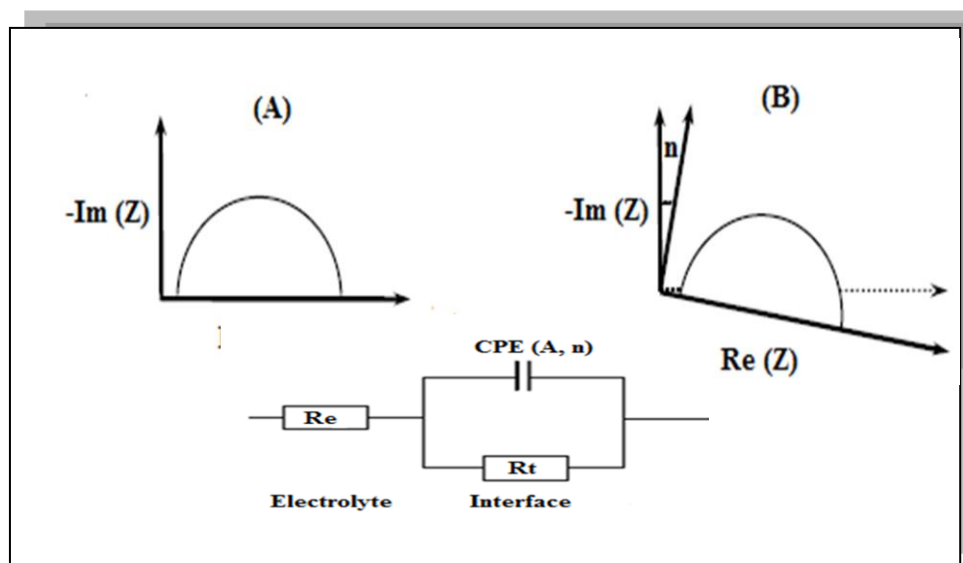 (A)
-Im (Z)
(B)
n
-Im (Z)
Re (Z)
CPE (A, n)
Re
Rt
Electrolyte
Interface